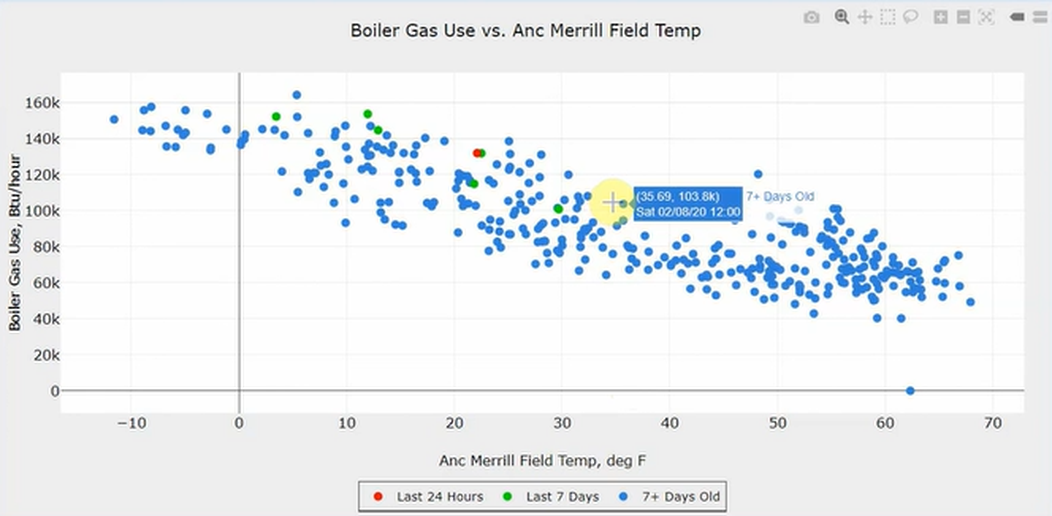 Boiler Gas Use vs. Anc Merrill Field Temp
Boiler Gas Use, Btu/hour
160k
140k
120k
100k
80k
60k
40k
20k
0
(35.69, 103.8k)
Sat 02/08/20 12:00
7+ Days Old
−10
0
10
20
30
40
50
60
70
Anc Merrill Field Temp, deg F
Last 24 Hours
Last 7 Days
7+ Days Old